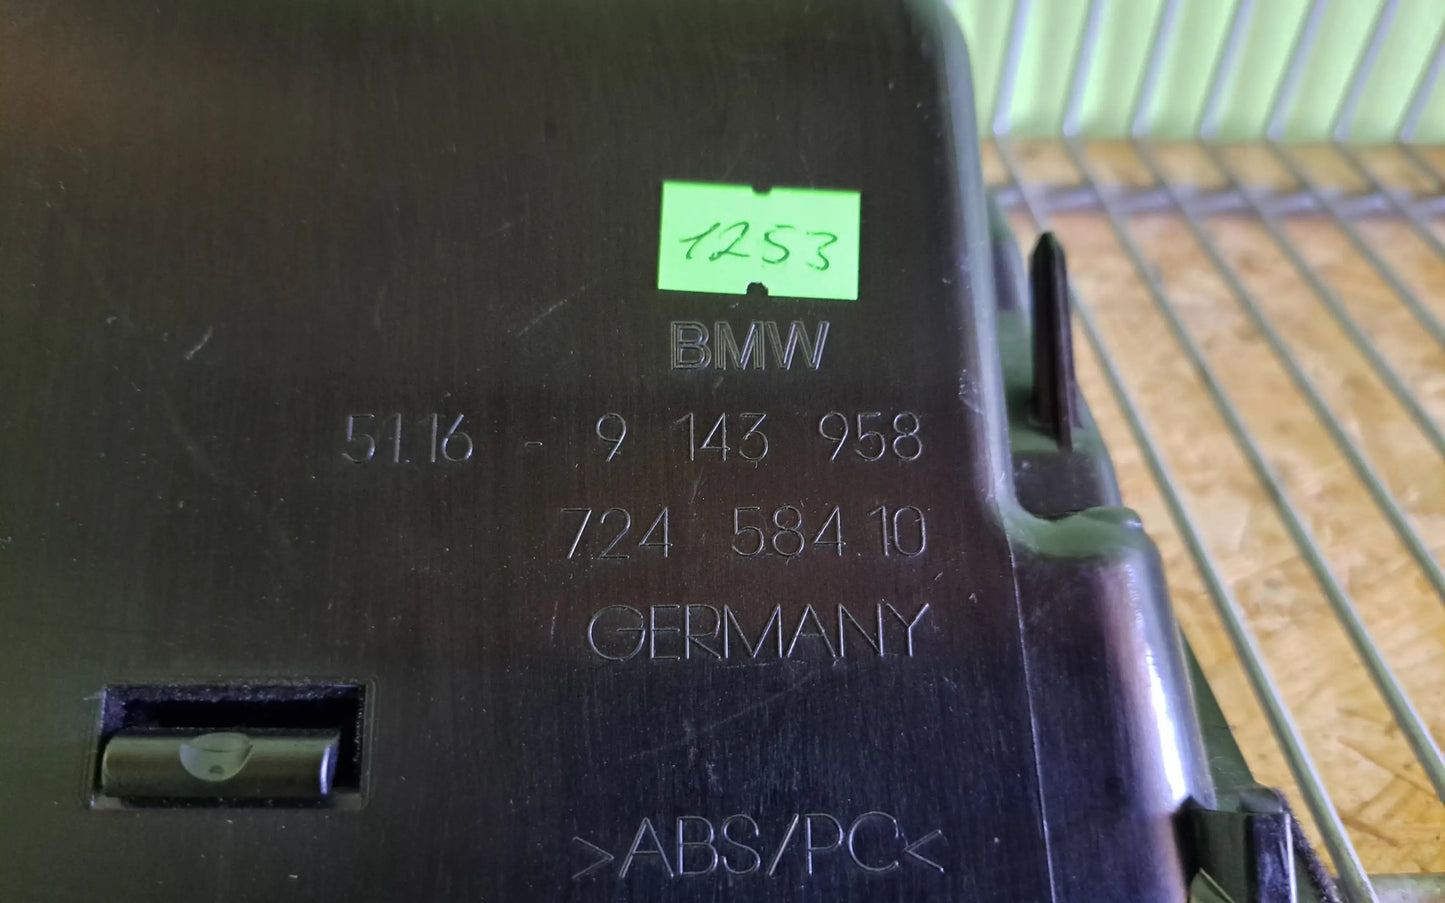 1253
BMW
51.16 - 9 143 958
724 584.10
GERMANY
>ABS/PC<